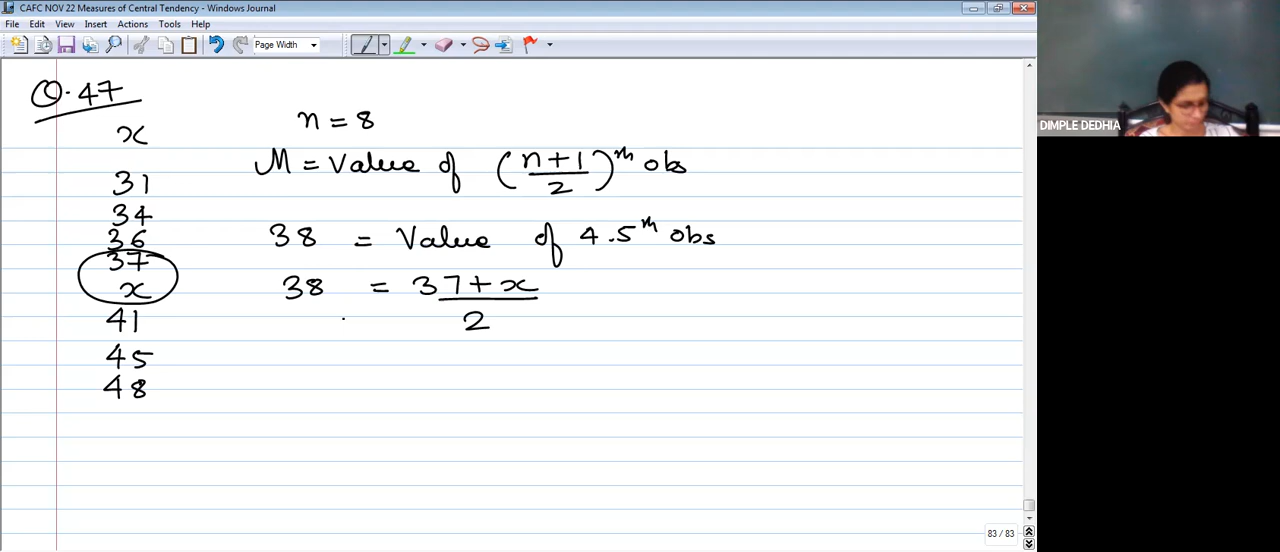 CAFC NOV 22 Measures of Central Tendency - Windows Journal
File Edit View Insert Actions Tools Help
Page Width
Q.47
x
31
34
36
37
x
41
45
48
n = 8
M = Value of (n+1/2)th obs
38 = Value of 4.5th obs
38 = 37+x/2
DIMPLE DEDHIA
83 / 83